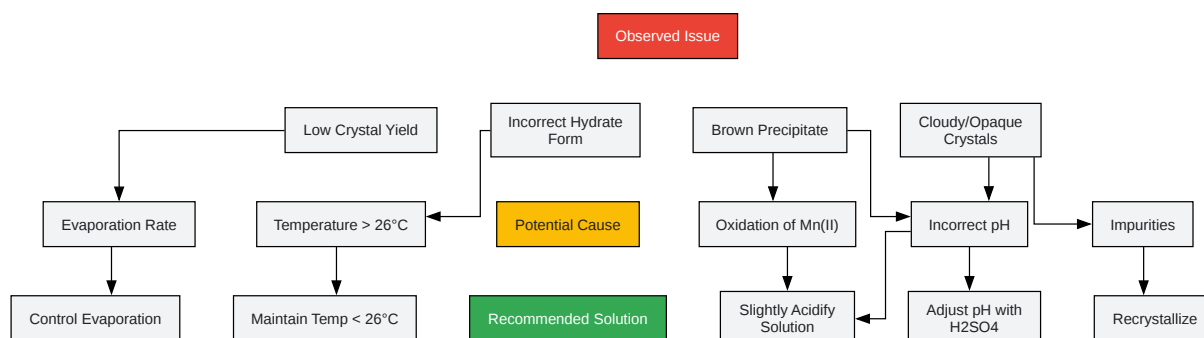 Observed Issue
Low Crystal Yield
Incorrect Hydrate
Form
Brown Precipitate
Cloudy/Opaque
Crystals
Evaporation Rate
Temperature > 26°C
Potential Cause
Oxidation of Mn(II)
Incorrect pH
Impurities
Control Evaporation
Maintain Temp < 26°C
Recommended Solution
Slightly Acidify
Solution
Adjust pH with
H2SO4
Recrystallize